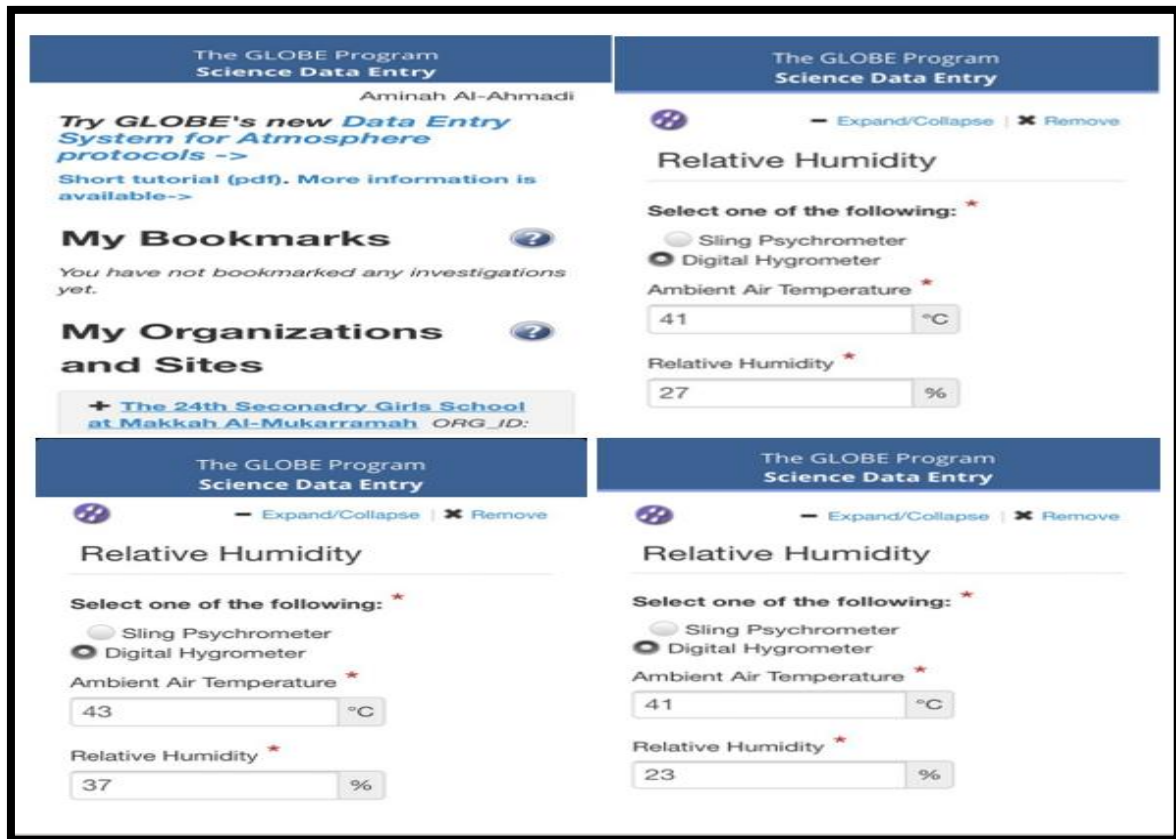 The GLOBE Program
Science Data Entry
Aminah Al-Ahmadi
Try GLOBE's new Data Entry
System for Atmosphere
protocols ->
Short tutorial (pdf). More information is
available->
My Bookmarks ?
You have not bookmarked any investigations
yet.
My Organizations ?
and Sites
+ The 24th Seconadry Girls School
at Makkah Al-Mukarramah ORG_ID:
The GLOBE Program
Science Data Entry
− Expand/Collapse | ✖ Remove
Relative Humidity
Select one of the following: *
Sling Psychrometer
Digital Hygrometer
Ambient Air Temperature *
41 °C
Relative Humidity *
27 %
The GLOBE Program
Science Data Entry
− Expand/Collapse | ✖ Remove
Relative Humidity
Select one of the following: *
Sling Psychrometer
Digital Hygrometer
Ambient Air Temperature *
43 °C
Relative Humidity *
37 %
The GLOBE Program
Science Data Entry
− Expand/Collapse | ✖ Remove
Relative Humidity
Select one of the following: *
Sling Psychrometer
Digital Hygrometer
Ambient Air Temperature *
41 °C
Relative Humidity *
23 %